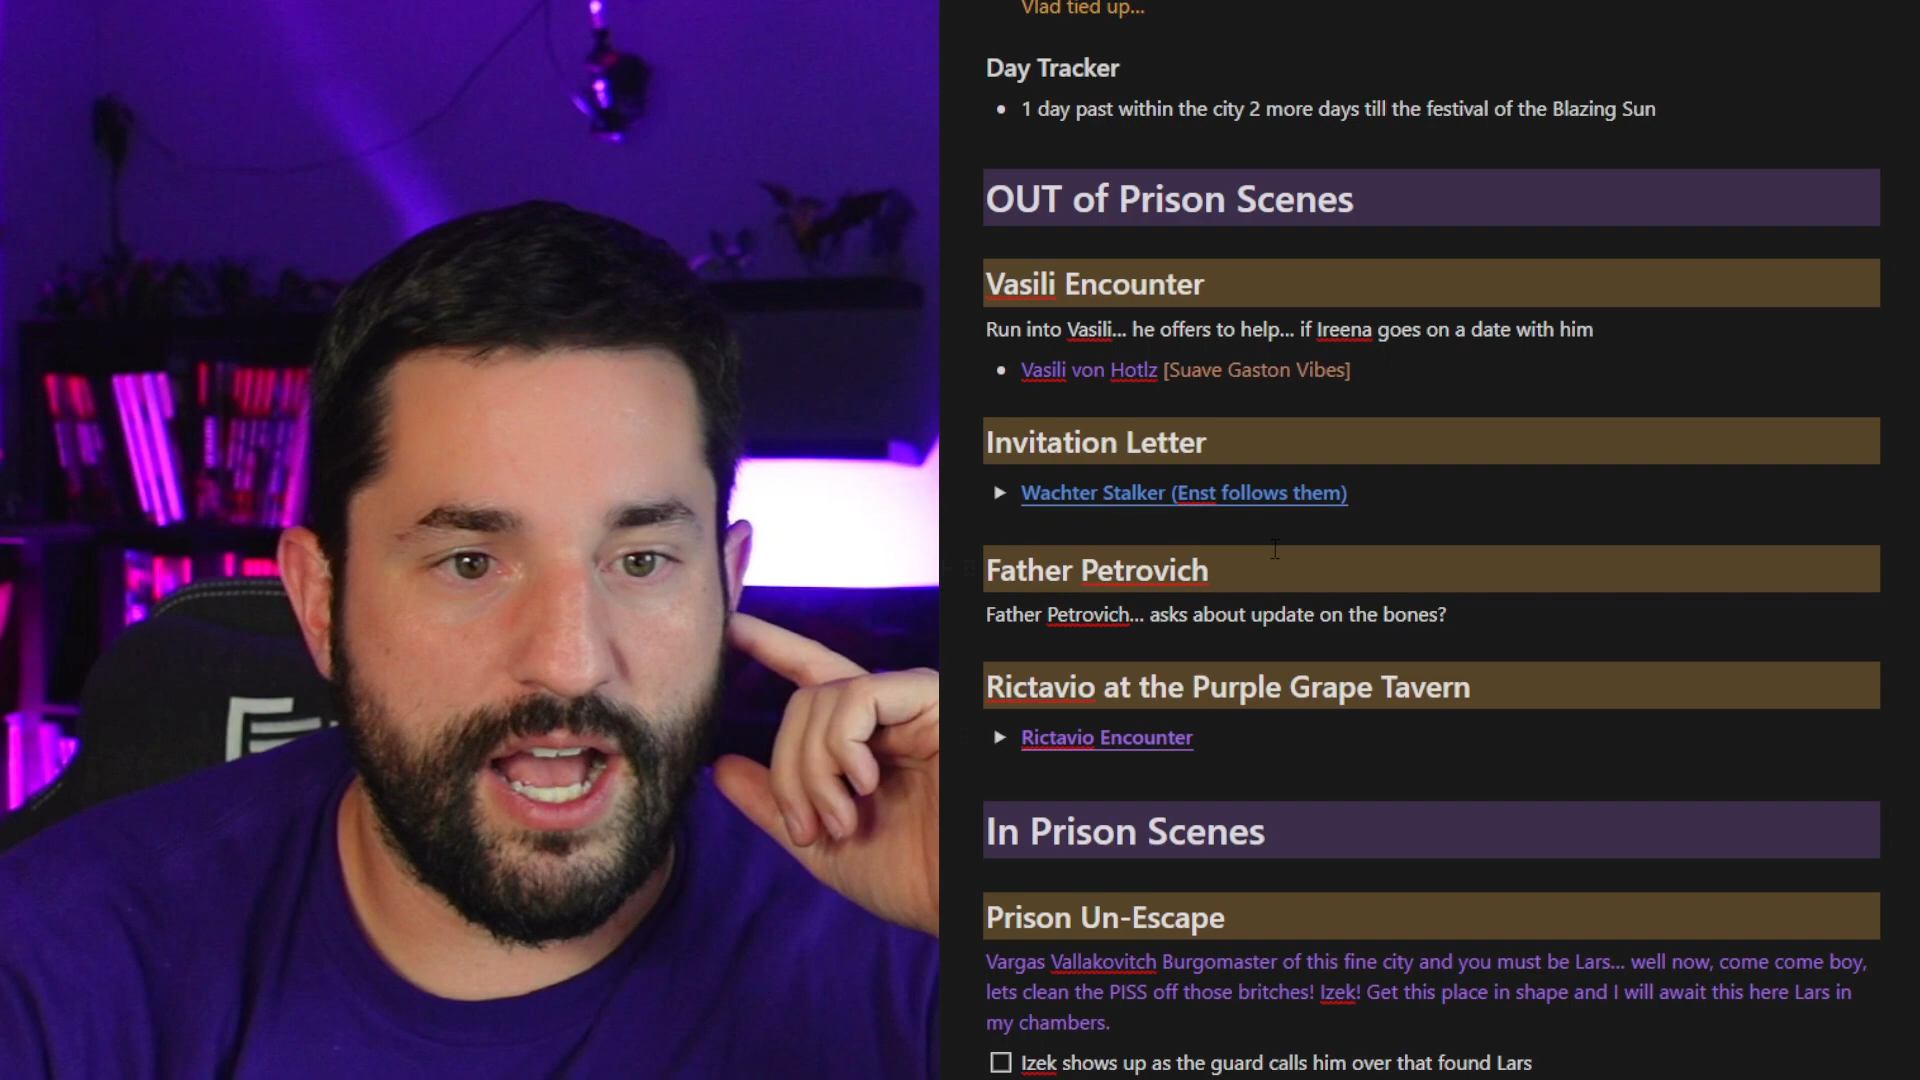 Vlad tied up...
Day Tracker
1 day past within the city 2 more days till the festival of the Blazing Sun
OUT of Prison Scenes
Vasili Encounter
Run into Vasili... he offers to help... if Ireena goes on a date with him
Vasili von Hotlz [Suave Gaston Vibes]
Invitation Letter
Wachter Stalker (Enst follows them)
Father Petrovich
Father Petrovich... asks about update on the bones?
Rictavio at the Purple Grape Tavern
Rictavio Encounter
In Prison Scenes
Prison Un-Escape
Vargas Vallakovitch Burgomaster of this fine city and you must be Lars... well now, come come boy,
lets clean the PISS off those britches! Izek! Get this place in shape and I will await this here Lars in
my chambers.
Izek shows up as the guard calls him over that found Lars